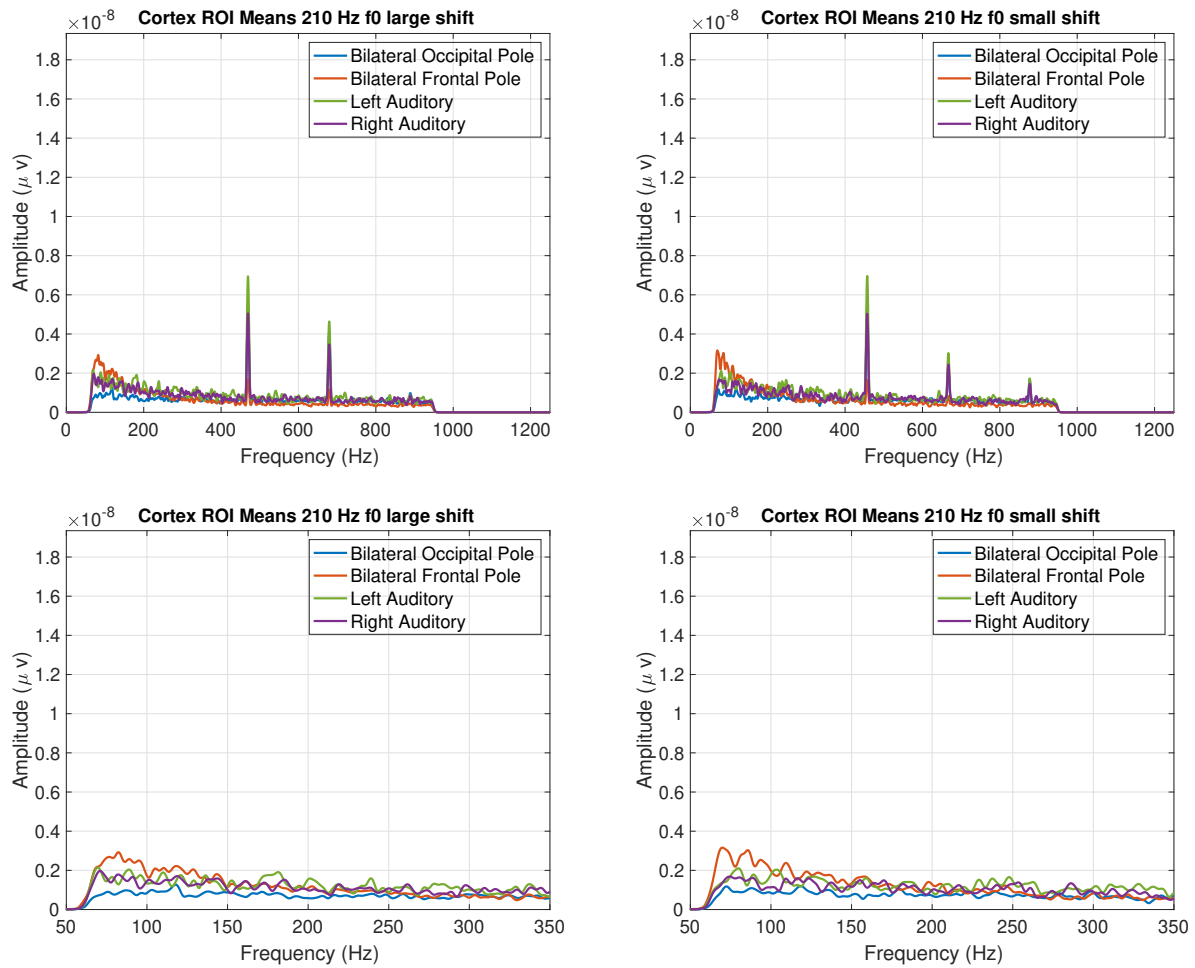 ×10-8
Cortex ROI Means 210 Hz f0 large shift
Bilateral Occipital Pole
Bilateral Frontal Pole
Left Auditory
Right Auditory
1.8
1.6
1.4
1.2
1
0.8
0.6
0.4
0.2
0
Amplitude (μ v)
0 200 400 600 800 1000 1200
Frequency (Hz)
×10-8
Cortex ROI Means 210 Hz f0 small shift
Bilateral Occipital Pole
Bilateral Frontal Pole
Left Auditory
Right Auditory
1.8
1.6
1.4
1.2
1
0.8
0.6
0.4
0.2
0
Amplitude (μ v)
0 200 400 600 800 1000 1200
Frequency (Hz)
×10-8
Cortex ROI Means 210 Hz f0 large shift
Bilateral Occipital Pole
Bilateral Frontal Pole
Left Auditory
Right Auditory
1.8
1.6
1.4
1.2
1
0.8
0.6
0.4
0.2
0
Amplitude (μ v)
50 100 150 200 250 300 350
Frequency (Hz)
×10-8
Cortex ROI Means 210 Hz f0 small shift
Bilateral Occipital Pole
Bilateral Frontal Pole
Left Auditory
Right Auditory
1.8
1.6
1.4
1.2
1
0.8
0.6
0.4
0.2
0
Amplitude (μ v)
50 100 150 200 250 300 350
Frequency (Hz)